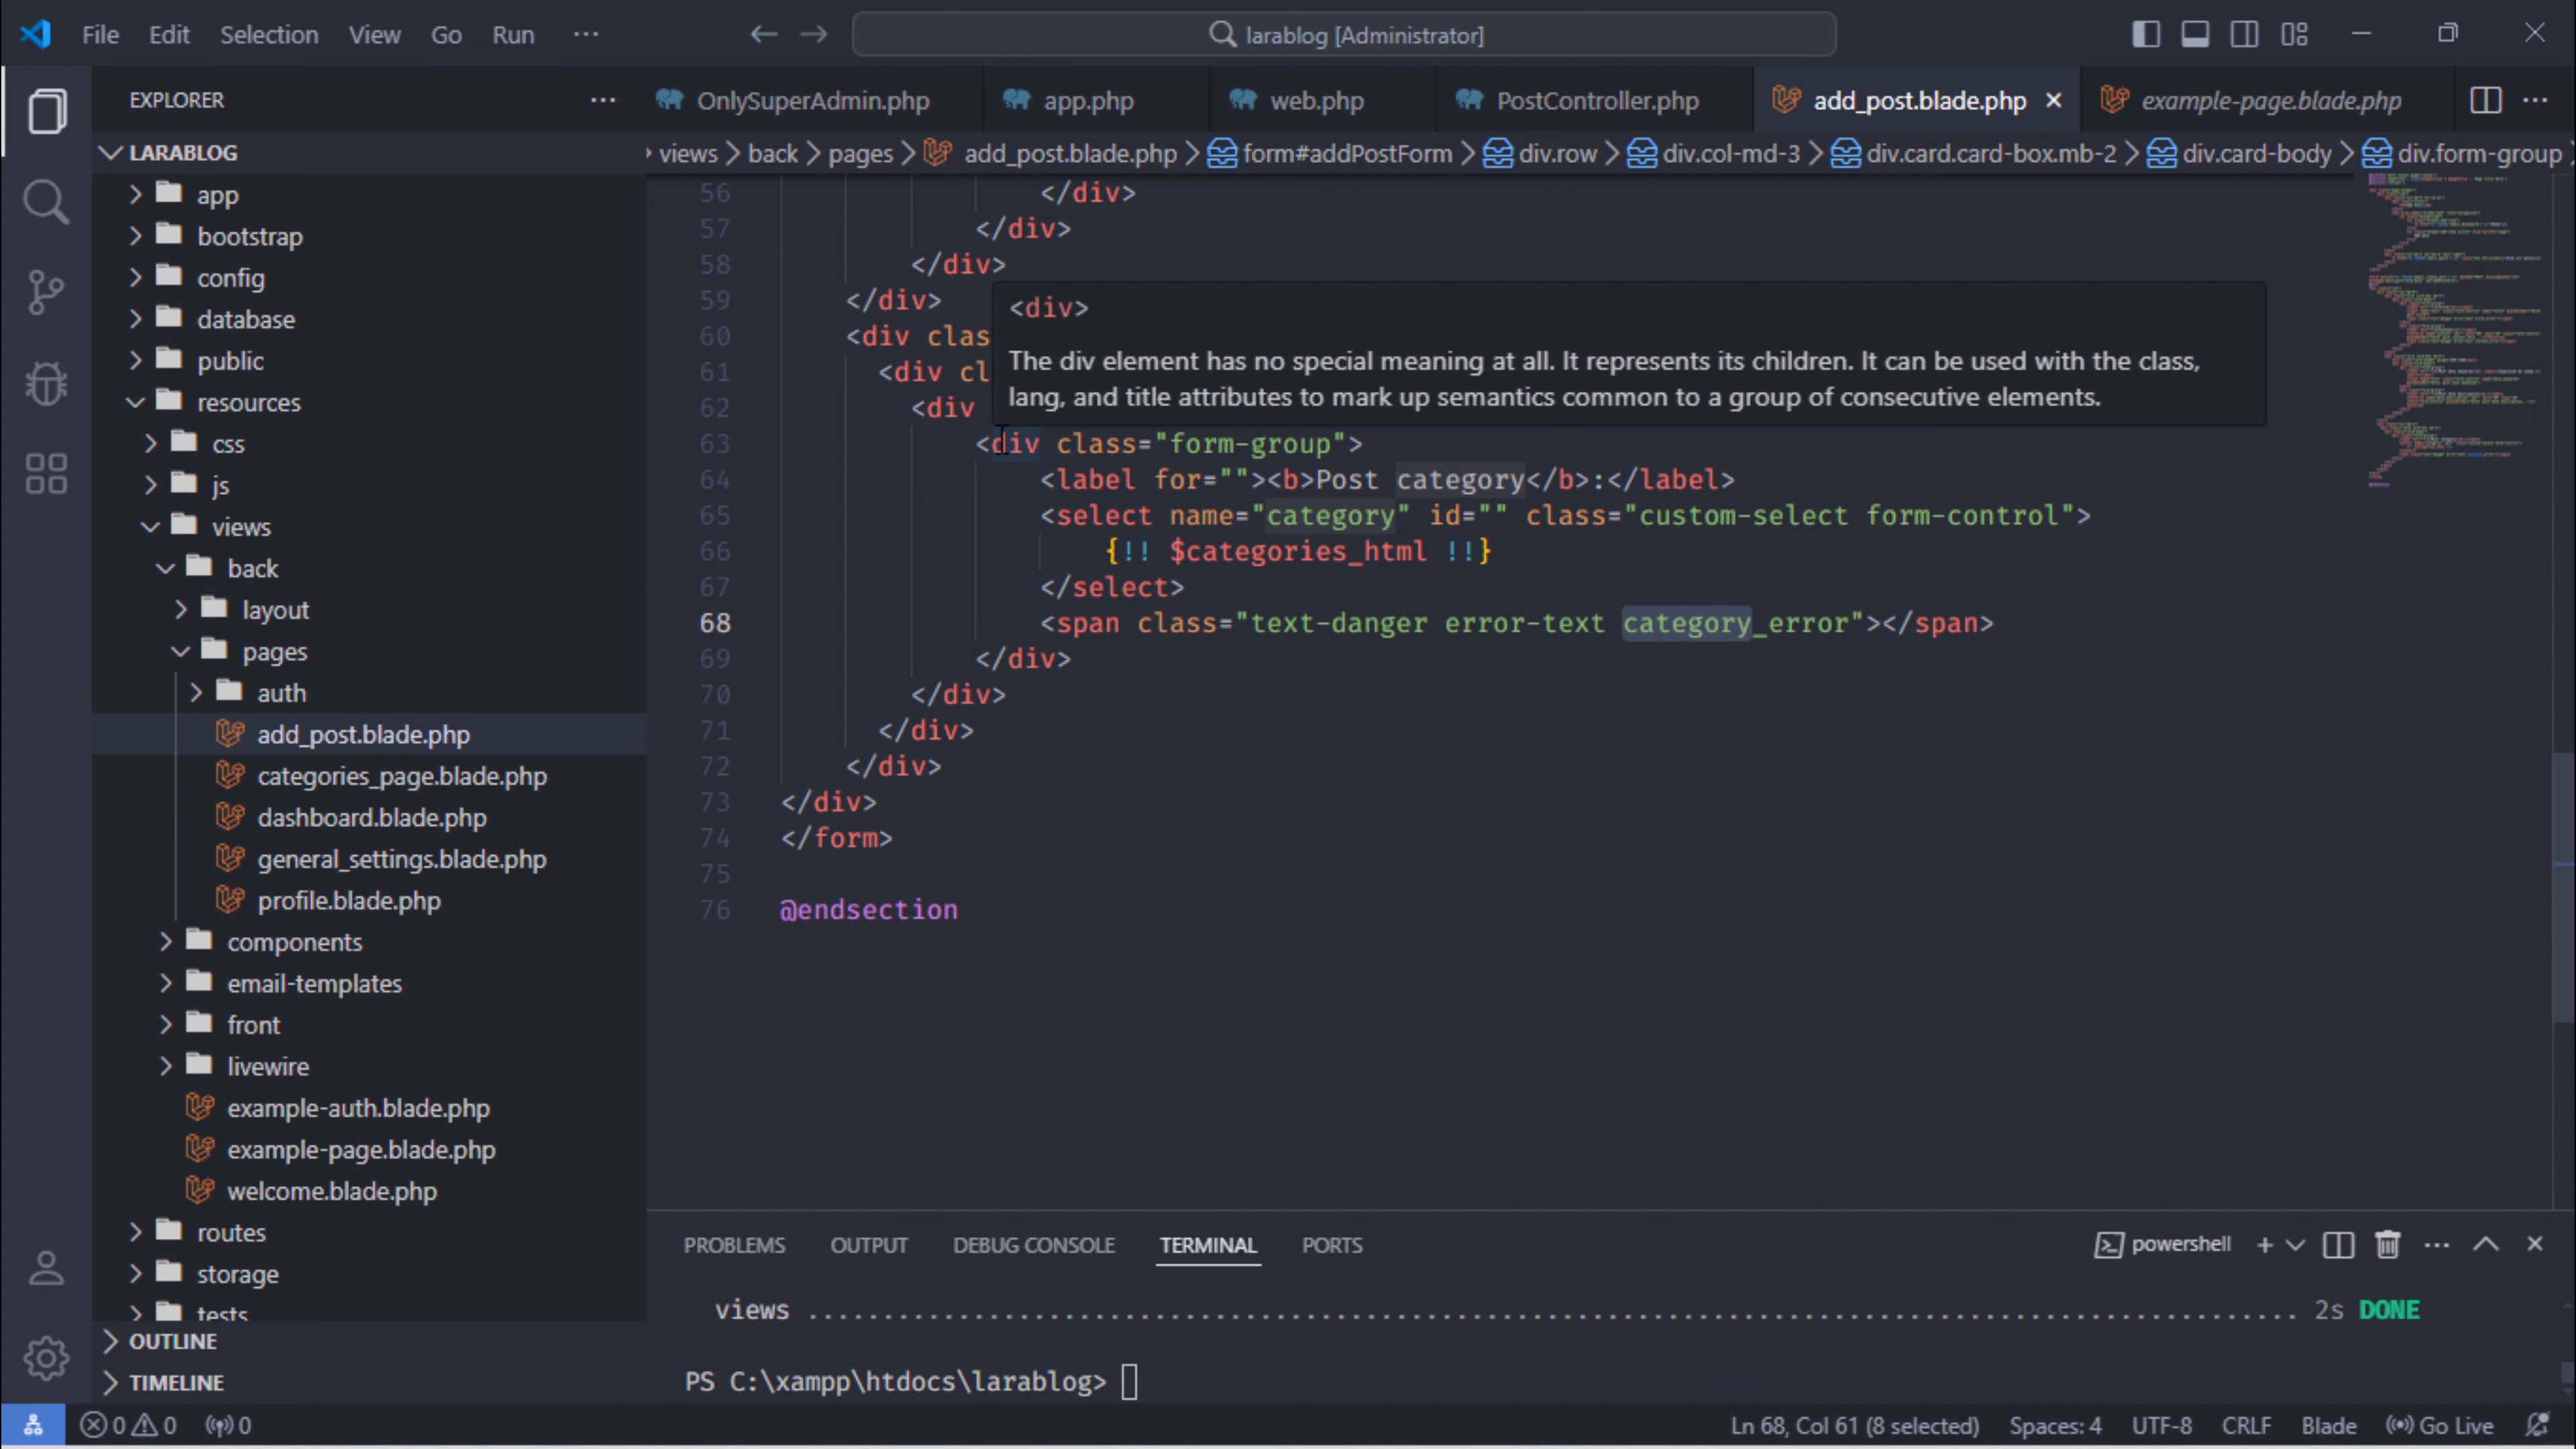 File Edit Selection View Go Run ···
larablog [Administrator]
EXPLORER
OnlySuperAdmin.php app.php web.php PostController.php add_post.blade.php example-page.blade.php
LARABLOG
views back pages add_post.blade.php form#addPostForm div.row div.col-md-3 div.card.card-box.mb-2 div.card-body div.form-group
app
bootstrap
config
database
public
resources
css
js
views
back
layout
pages
auth
add_post.blade.php
categories_page.blade.php
dashboard.blade.php
general_settings.blade.php
profile.blade.php
components
email-templates
front
livewire
example-auth.blade.php
example-page.blade.php
welcome.blade.php
routes
storage
tests
OUTLINE
TIMELINE
56 </div>
57 </div>
58 </div>
59 </div>
60 <div clas
61 <div cl
62 <div
<div>
The div element has no special meaning at all. It represents its children. It can be used with the class,
lang, and title attributes to mark up semantics common to a group of consecutive elements.
63 <div class="form-group">
64 <label for=""><b>Post category</b>:</label>
65 <select name="category" id="" class="custom-select form-control">
66 {!! $categories_html !!}
67 </select>
68 <span class="text-danger error-text category_error"></span>
69 </div>
70 </div>
71 </div>
72 </div>
73 </div>
74 </form>
75
76 @endsection
PROBLEMS OUTPUT DEBUG CONSOLE TERMINAL PORTS
powershell
views .................................................................................................... 2s DONE
PS C:\xampp\htdocs\larablog>
0 0 0
Ln 68, Col 61 (8 selected) Spaces: 4 UTF-8 CRLF Blade Go Live